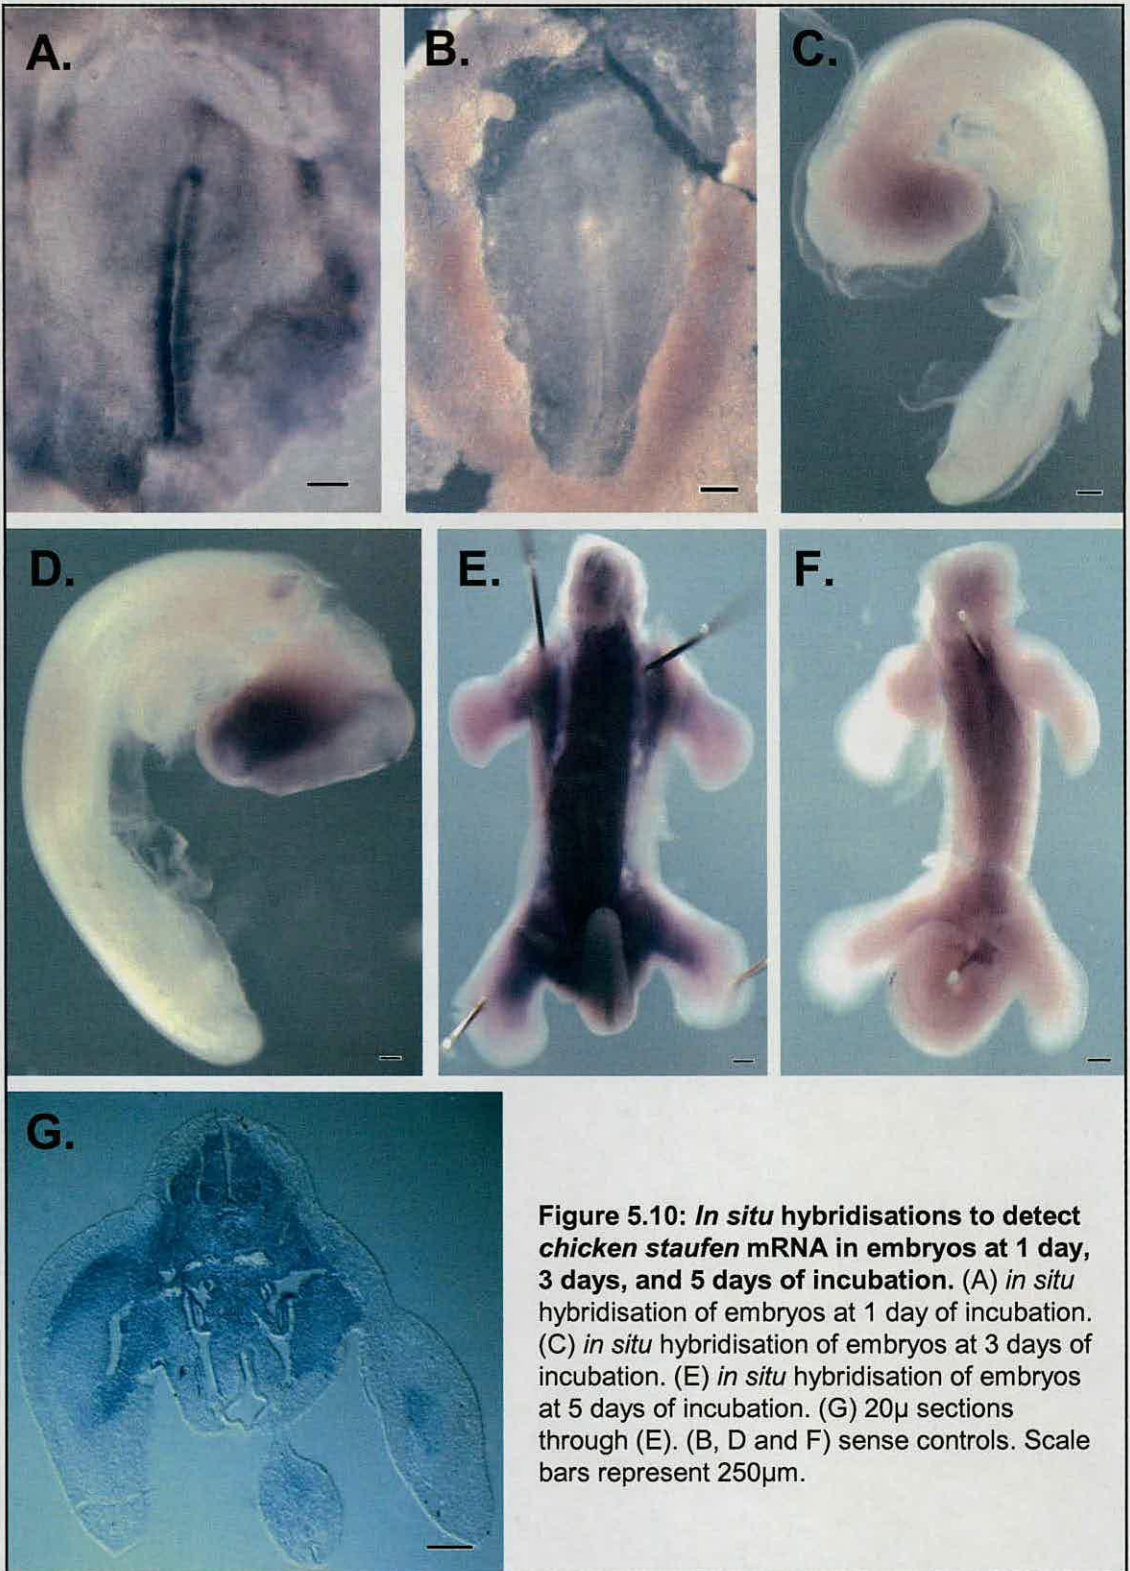 A.
B.
C.
D.
E.
F.
G.
Figure 5.10: In situ hybridisations to detect
chicken staufen mRNA in embryos at 1 day,
3 days, and 5 days of incubation. (A) in situ
hybridisation of embryos at 1 day of incubation.
(C) in situ hybridisation of embryos at 3 days of
incubation. (E) in situ hybridisation of embryos
at 5 days of incubation. (G) 20µ sections
through (E). (B, D and F) sense controls. Scale
bars represent 250µm.